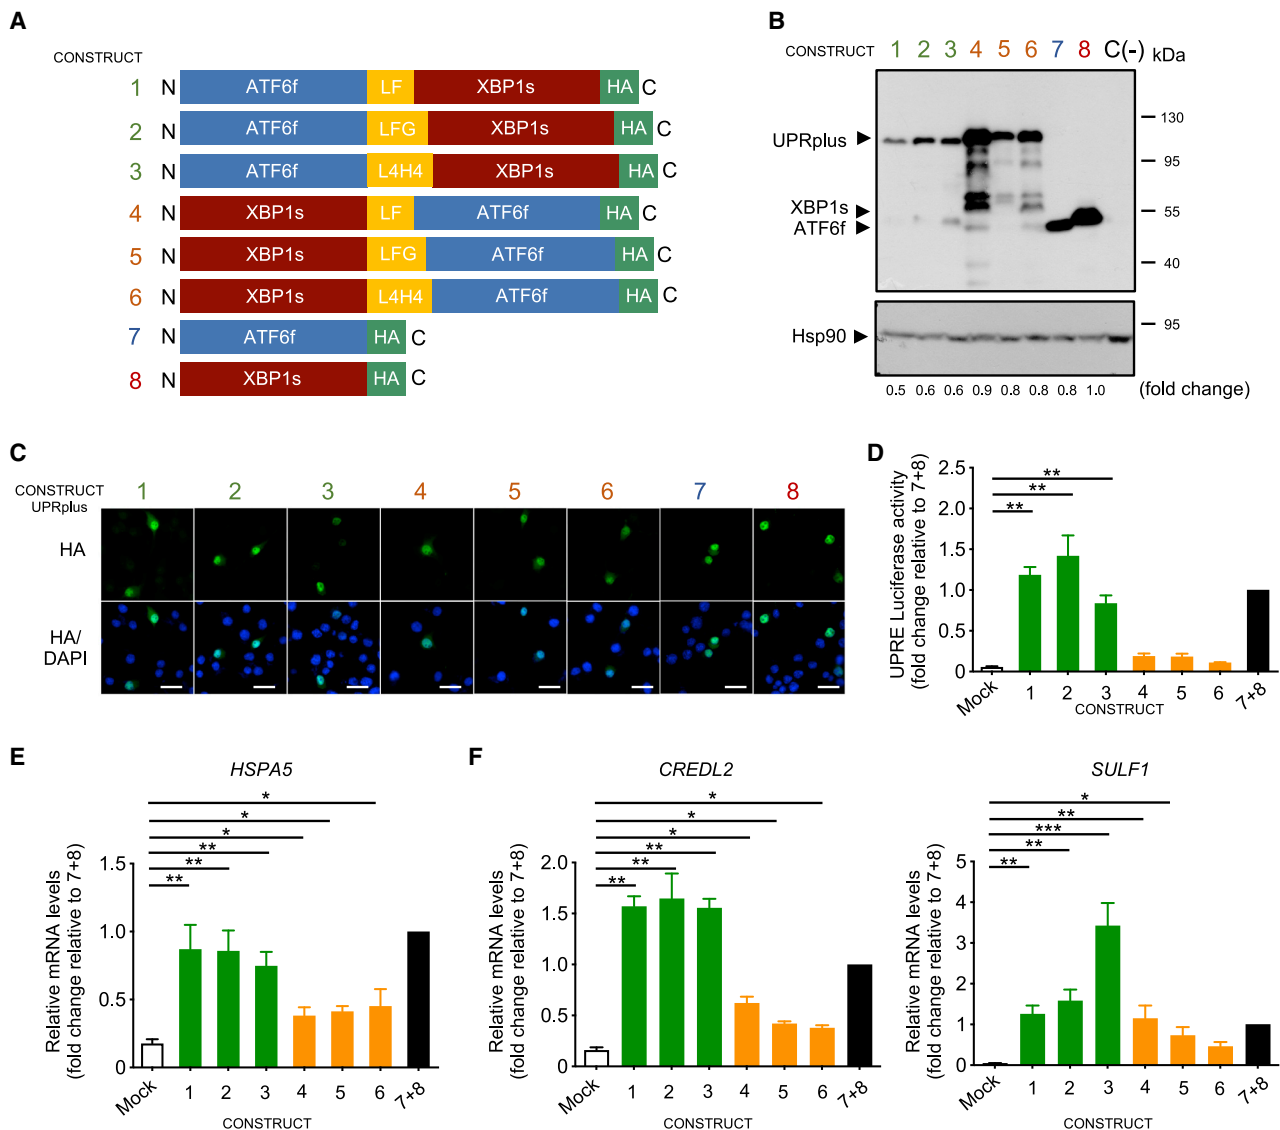 A
CONSTRUCT
1 N ATF6f LF XBP1s HA C
2 N ATF6f LFG XBP1s HA C
3 N ATF6f L4H4 XBP1s HA C
4 N XBP1s LF ATF6f HA C
5 N XBP1s LFG ATF6f HA C
6 N XBP1s L4H4 ATF6f HA C
7 N ATF6f HA C
8 N XBP1s HA C
B
CONSTRUCT 1 2 3 4 5 6 7 8 C(-) kDa
UPRplus
XBP1s
ATF6f
130
95
55
40
Hsp90
95
0.5 0.6 0.6 0.9 0.8 0.8 0.8 1.0 (fold change)
C
CONSTRUCT
UPRplus
1 2 3 4 5 6 7 8
HA
HA/
DAPI
D
UPRE Luciferase activity
(fold change relative to 7+8)
2.5
2.0
1.5
1.0
0.5
0
**
**
**
Mock 1 2 3 4 5 6 7+8
CONSTRUCT
E
HSPA5
Relative mRNA levels
(fold change relative to 7+8)
1.5
1.0
0.5
0
*
*
*
**
**
**
Mock 1 2 3 4 5 6 7+8
CONSTRUCT
F
CREDL2
Relative mRNA levels
(fold change relative to 7+8)
2.0
1.5
1.0
0.5
0
*
*
*
**
**
**
Mock 1 2 3 4 5 6 7+8
CONSTRUCT
SULF1
Relative mRNA levels
(fold change relative to 7+8)
5
4
3
2
1
0
*
**
***
**
**
Mock 1 2 3 4 5 6 7+8
CONSTRUCT